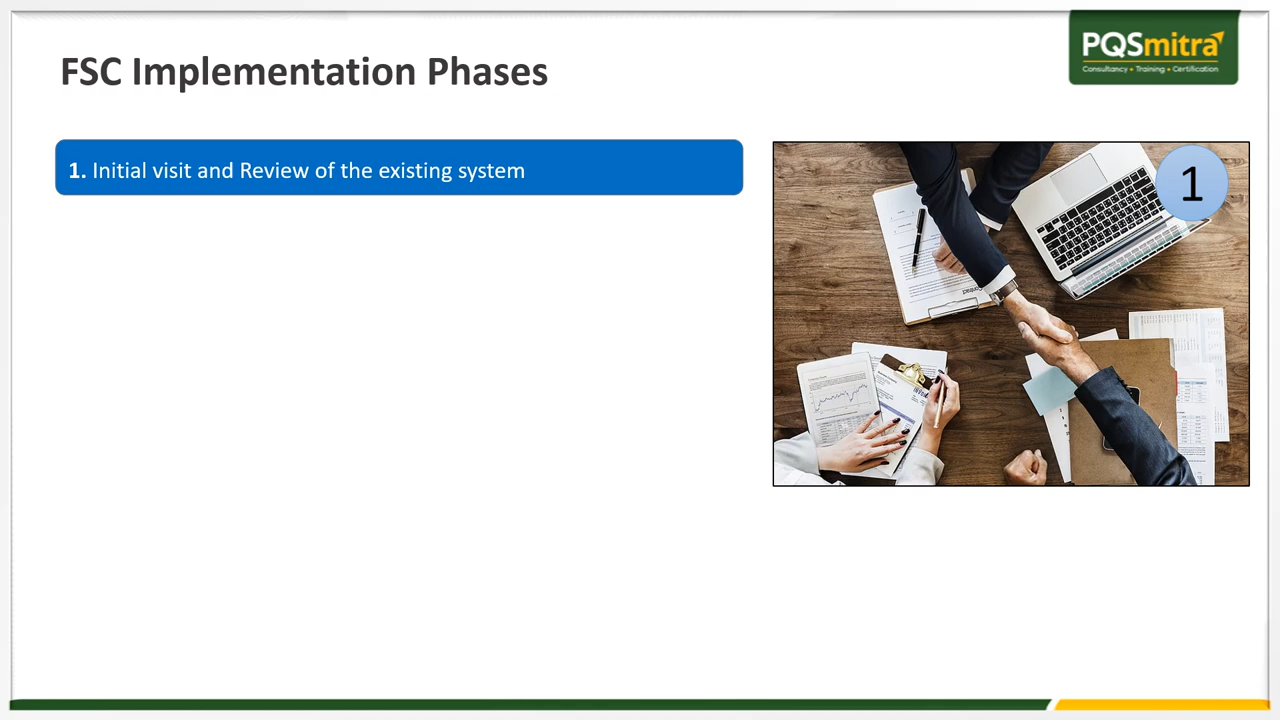 FSC Implementation Phases
PQSmitra
Consultancy • Training • Certification
1. Initial visit and Review of the existing system
1